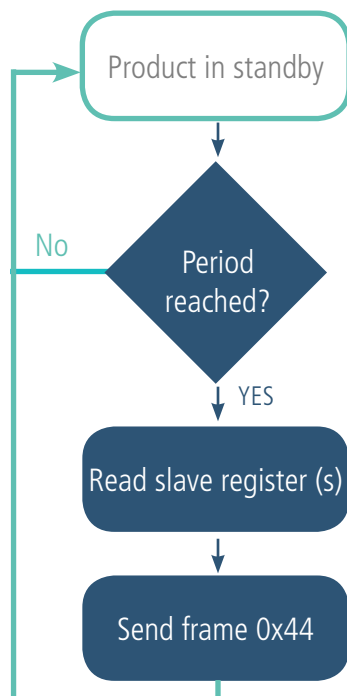 Product in standby
No
Period
reached?
YES
Read slave register (s)
Send frame 0x44